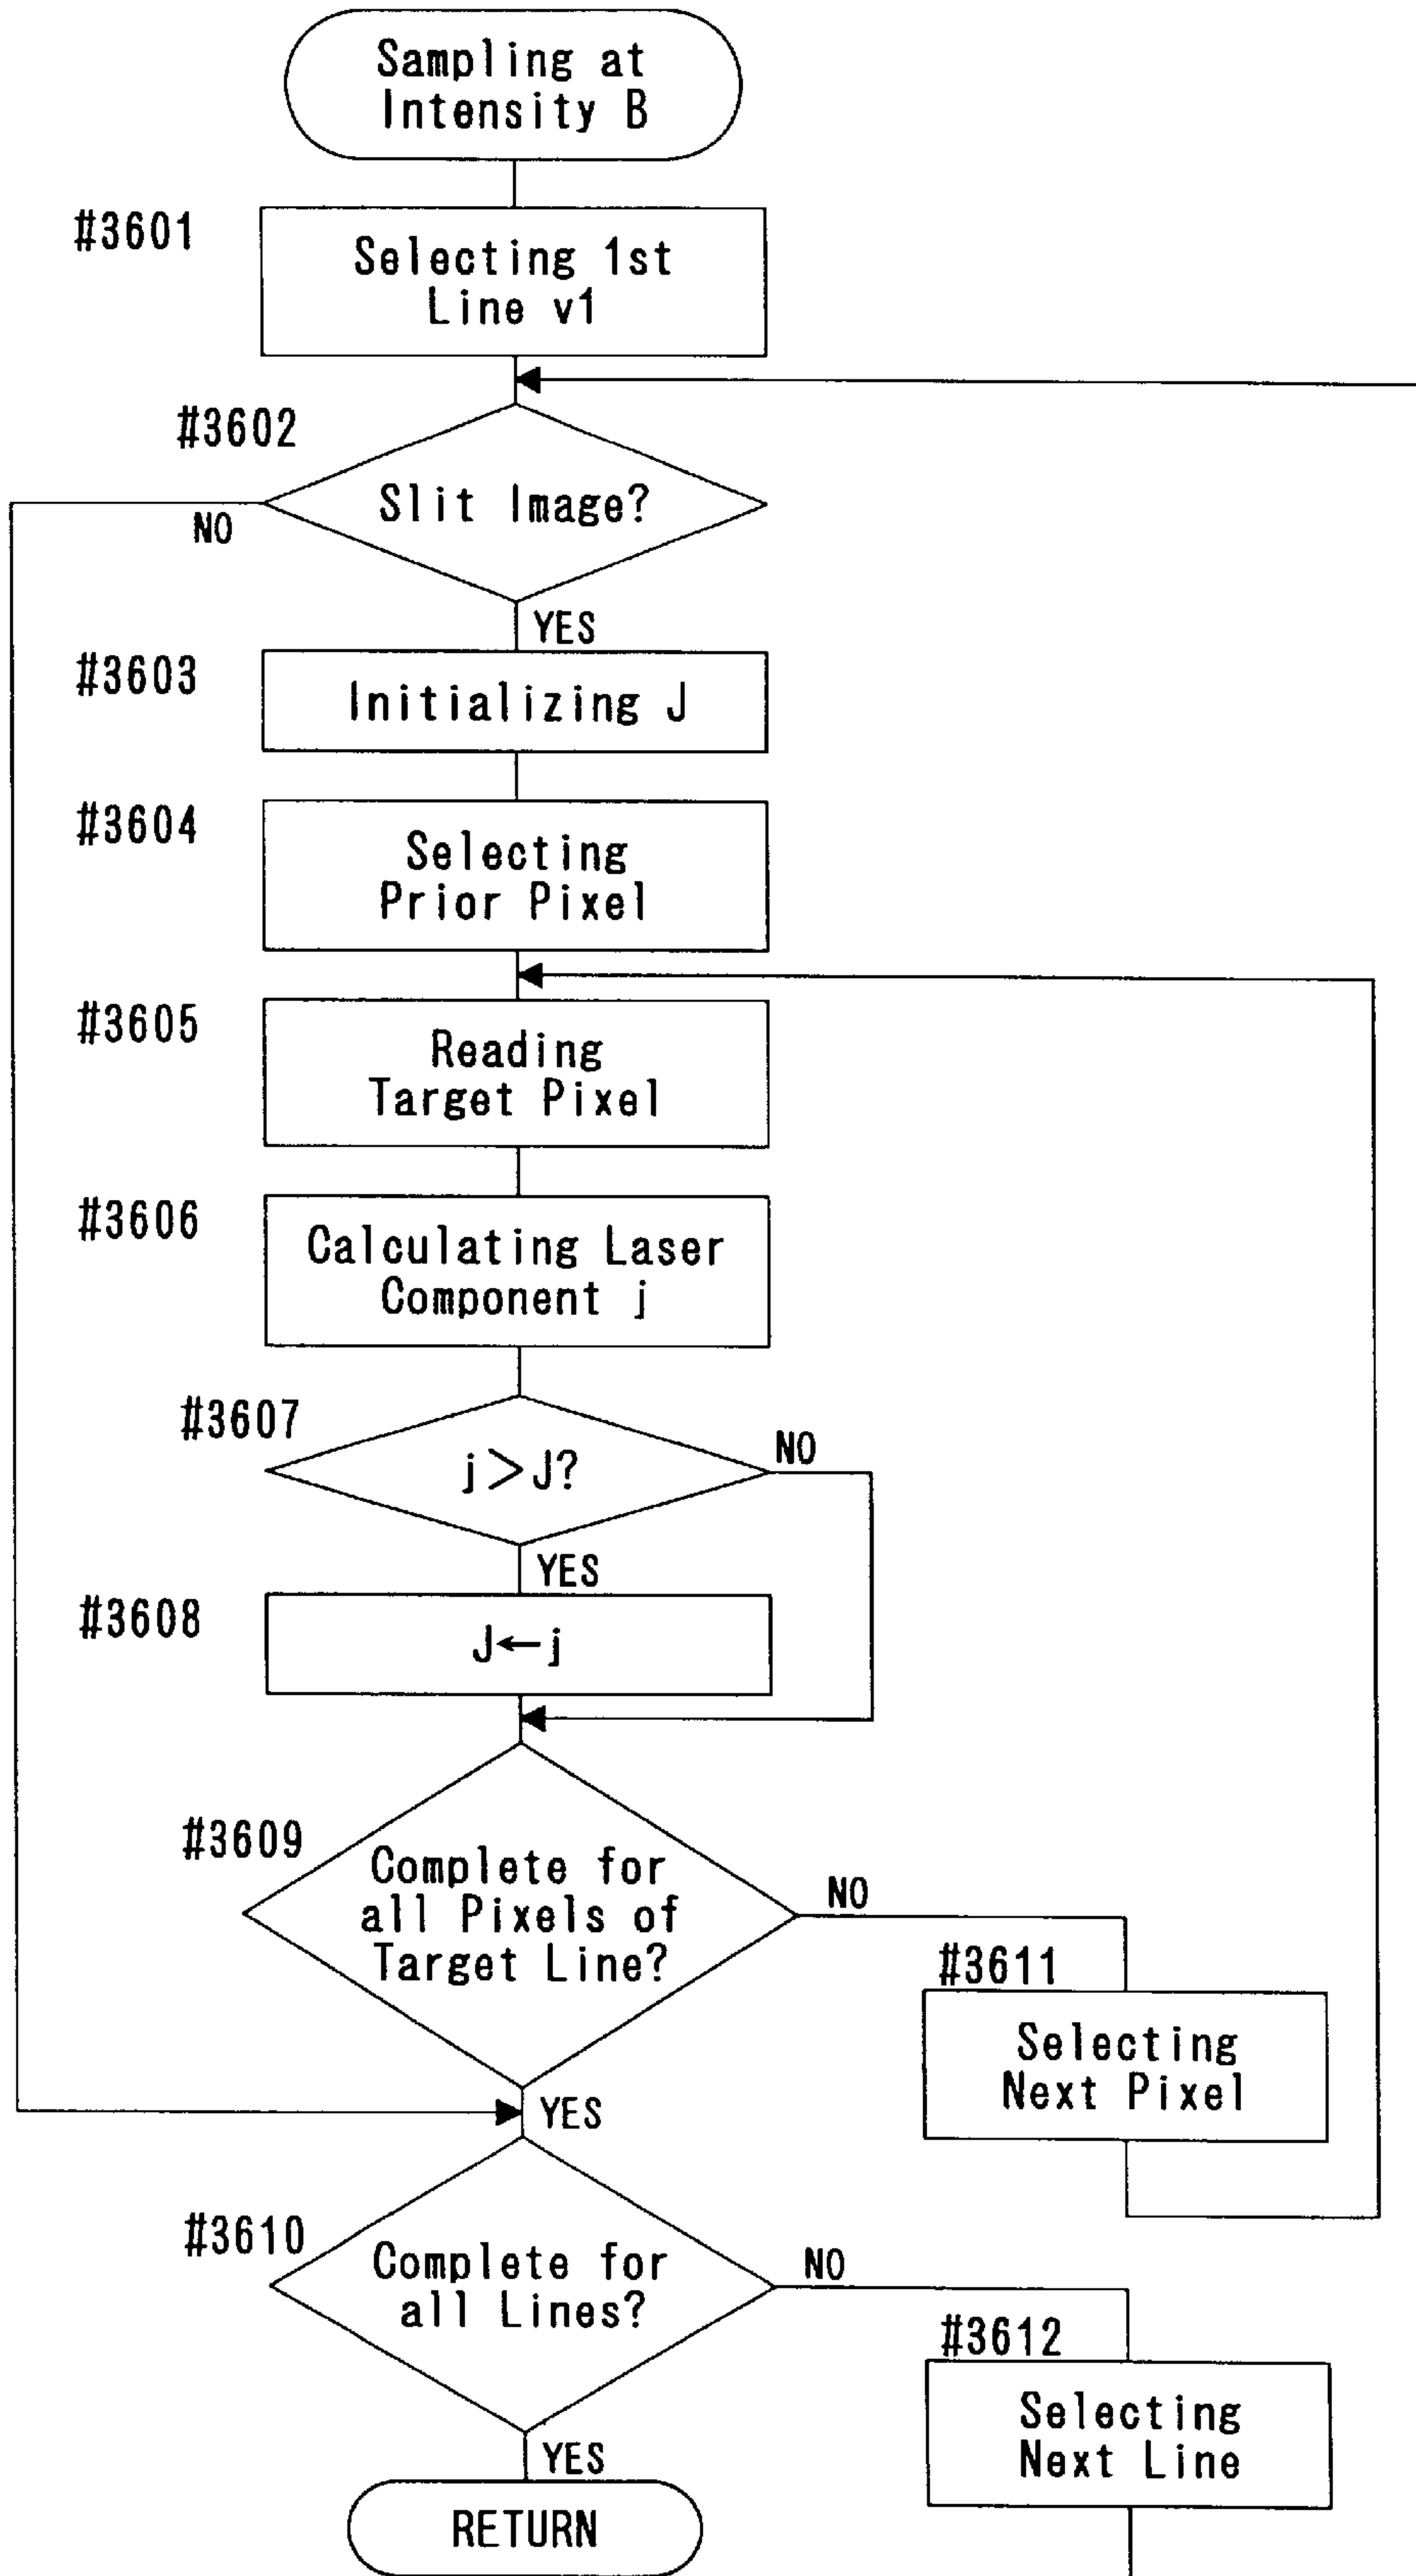 Sampling at
Intensity B
#3601
Selecting 1st
Line v1
#3602
Slit Image?
NO
YES
#3603
Initializing J
#3604
Selecting
Prior Pixel
#3605
Reading
Target Pixel
#3606
Calculating Laser
Component j
#3607
j＞J?
NO
YES
#3608
J←j
#3609
Complete for
all Pixels of
Target Line?
NO
#3611
Selecting
Next Pixel
YES
#3610
Complete for
all Lines?
NO
#3612
Selecting
Next Line
YES
RETURN